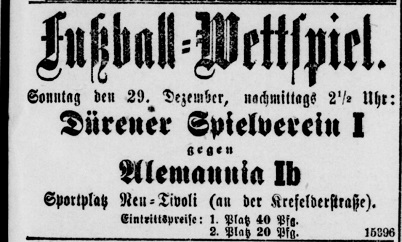 Fußball-Wettspiel.
Sonntag den 29. Dezember, nachmittags 2½ Uhr:
Dürener Spielverein I
gegen
Alemannia Ib
Sportplatz Neu-Tivoli (an der Krefelderstraße).
Eintrittspreise: 1. Platz 40 Pfg.
2. Platz 20 Pfg. 15396